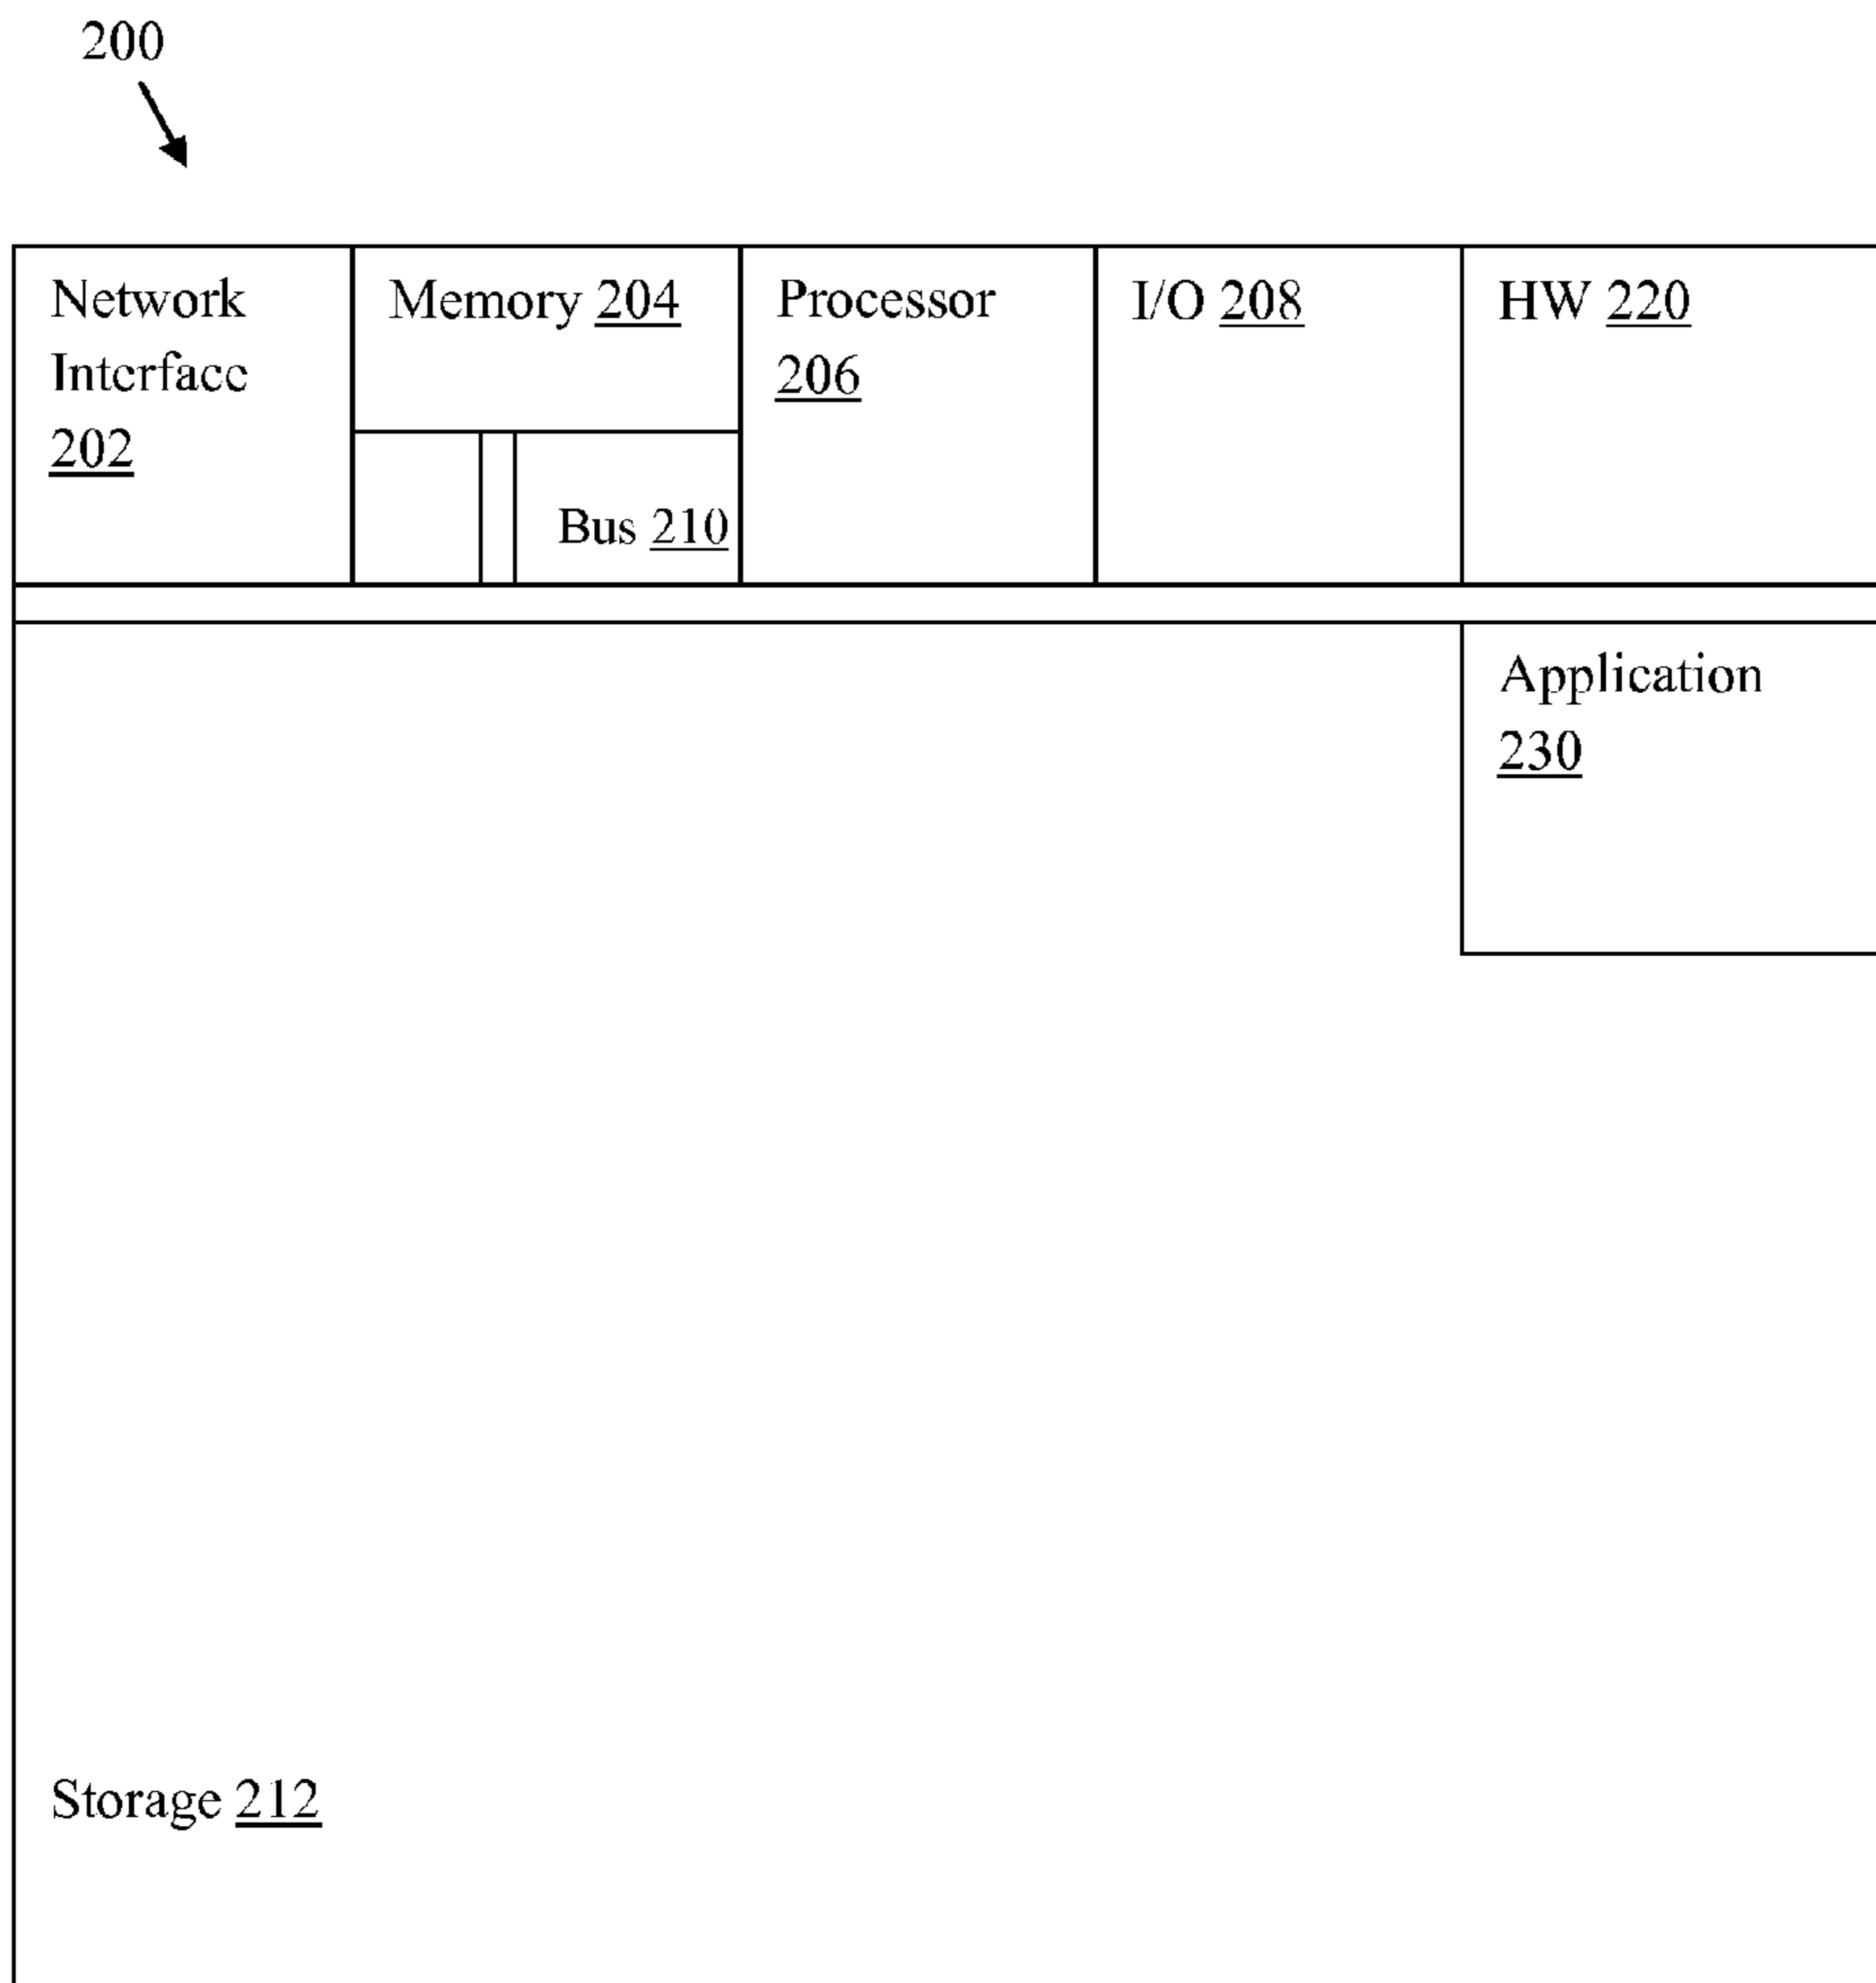 200
Network
Interface
202
Memory 204
Processor
206
I/O 208
HW 220
Bus 210
Application
230
Storage 212